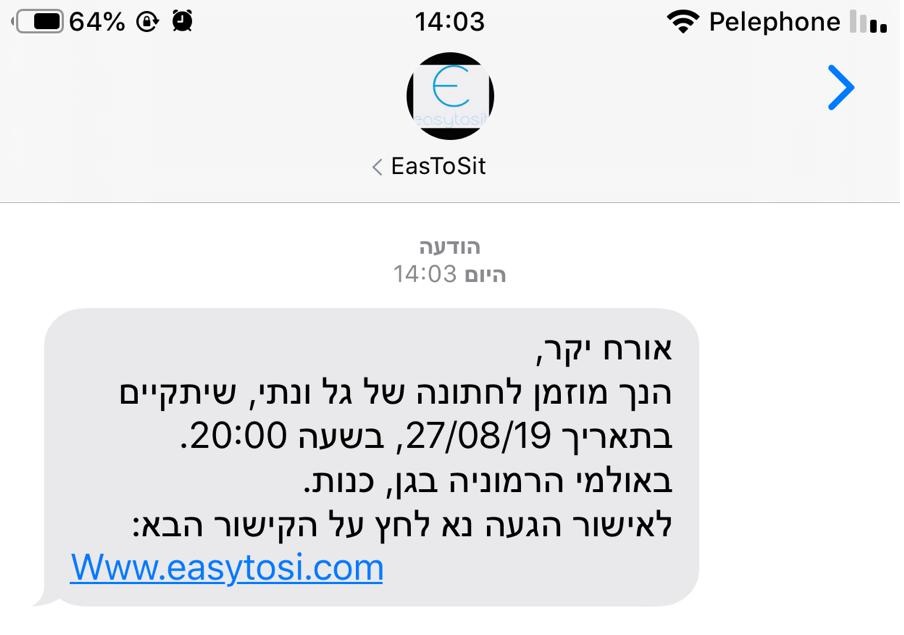 64%
14:03
Pelephone
easytosit
EasToSit
הודעה
היום 14:03
אורח יקר,
הנך מוזמן לחתונה של גל ונתי, שיתקיים
בתאריך 27/08/19, בשעה 20:00.
באולמי הרמוניה בגן, כנות.
לאישור הגעה נא לחץ על הקישור הבא:
Www.easytosi.com